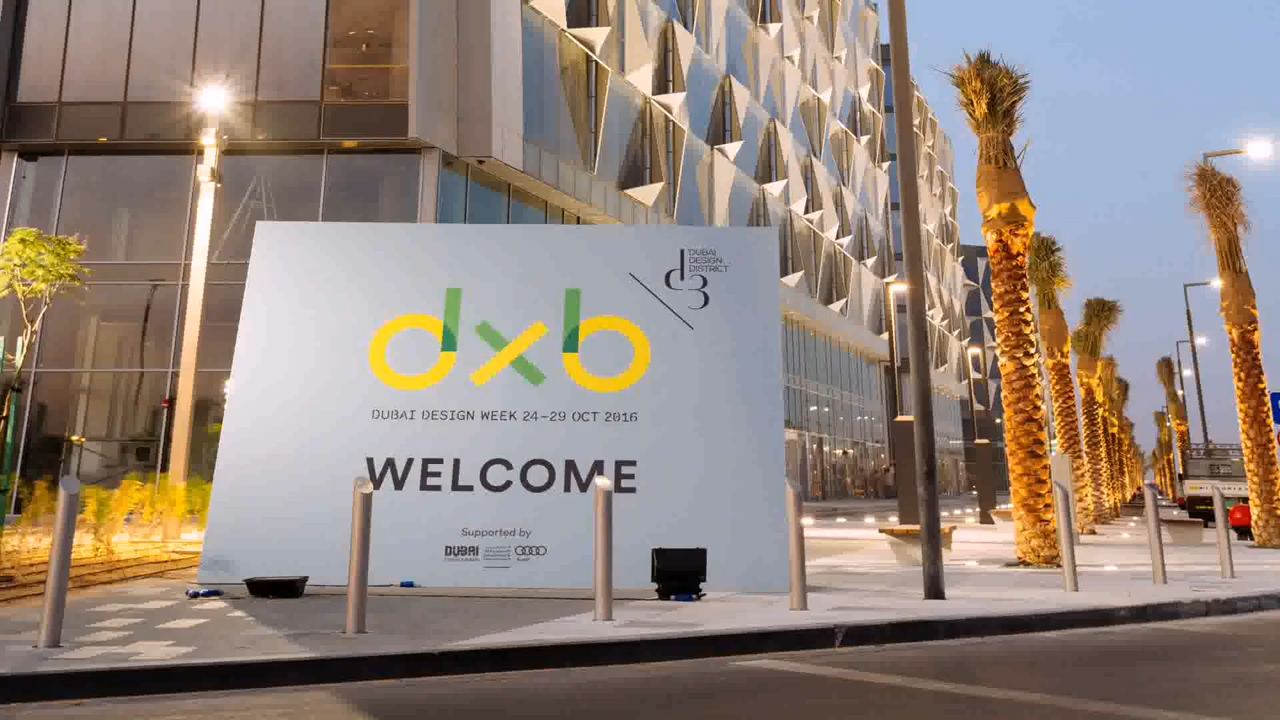 DUBAI
DESIGN
DISTRICT
d3
dxb
DUBAI DESIGN WEEK 24–29 OCT 2016
WELCOME
Supported by
DUBAI